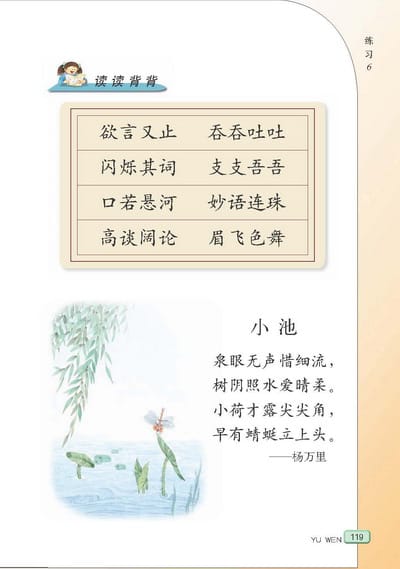 练习6
读读背背
欲言又止 吞吞吐吐
闪烁其词 支支吾吾
口若悬河 妙语连珠
高谈阔论 眉飞色舞
小池
泉眼无声惜细流，
树阴照水爱晴柔。
小荷才露尖尖角，
早有蜻蜓立上头。
——杨万里
YU WEN 119